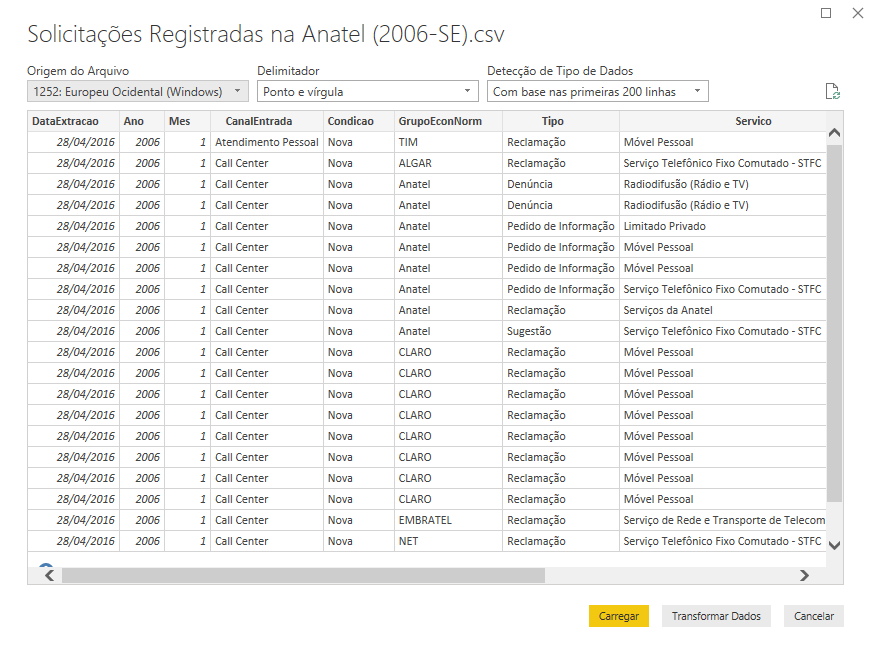 Solicitações Registradas na Anatel (2006-SE).csv
Origem do Arquivo Delimitador Detecção de Tipo de Dados
1252: Europeu Ocidental (Windows) Ponto e vírgula Com base nas primeiras 200 linhas
DataExtracao Ano Mes CanalEntrada Condicao GrupoEconNorm Tipo Servico
28/04/2016 2006 1 Atendimento Pessoal Nova TIM Reclamação Móvel Pessoal
28/04/2016 2006 1 Call Center Nova ALGAR Reclamação Serviço Telefônico Fixo Comutado - STFC
28/04/2016 2006 1 Call Center Nova Anatel Denúncia Radiodifusão (Rádio e TV)
28/04/2016 2006 1 Call Center Nova Anatel Denúncia Radiodifusão (Rádio e TV)
28/04/2016 2006 1 Call Center Nova Anatel Pedido de Informação Limitado Privado
28/04/2016 2006 1 Call Center Nova Anatel Pedido de Informação Móvel Pessoal
28/04/2016 2006 1 Call Center Nova Anatel Pedido de Informação Móvel Pessoal
28/04/2016 2006 1 Call Center Nova Anatel Pedido de Informação Serviço Telefônico Fixo Comutado - STFC
28/04/2016 2006 1 Call Center Nova Anatel Reclamação Serviços da Anatel
28/04/2016 2006 1 Call Center Nova Anatel Sugestão Serviço Telefônico Fixo Comutado - STFC
28/04/2016 2006 1 Call Center Nova CLARO Reclamação Móvel Pessoal
28/04/2016 2006 1 Call Center Nova CLARO Reclamação Móvel Pessoal
28/04/2016 2006 1 Call Center Nova CLARO Reclamação Móvel Pessoal
28/04/2016 2006 1 Call Center Nova CLARO Reclamação Móvel Pessoal
28/04/2016 2006 1 Call Center Nova CLARO Reclamação Móvel Pessoal
28/04/2016 2006 1 Call Center Nova CLARO Reclamação Móvel Pessoal
28/04/2016 2006 1 Call Center Nova CLARO Reclamação Móvel Pessoal
28/04/2016 2006 1 Call Center Nova CLARO Reclamação Móvel Pessoal
28/04/2016 2006 1 Call Center Nova EMBRATEL Reclamação Serviço de Rede e Transporte de Telecom
28/04/2016 2006 1 Call Center Nova NET Reclamação Serviço Telefônico Fixo Comutado - STFC
Carregar Transformar Dados Cancelar